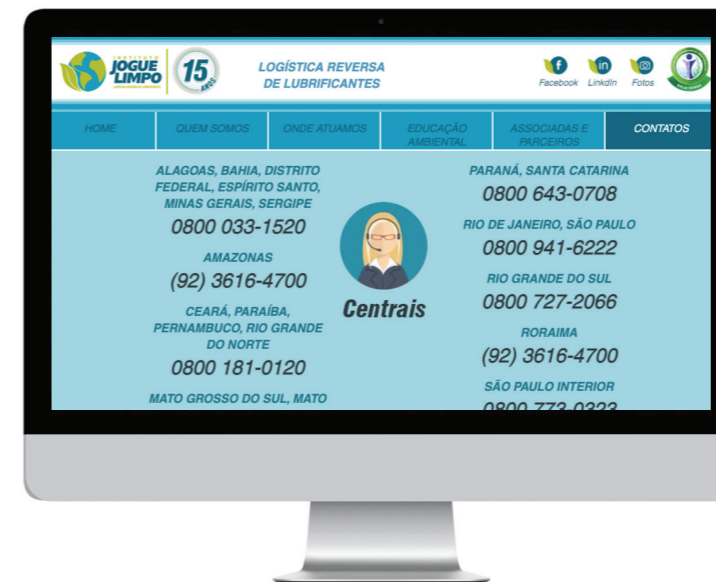 INSTITUTO
JOGUE
LIMPO
15
ANOS
LOGÍSTICA REVERSA
DE LUBRIFICANTES
Facebook
LinkdIn
Fotos
HOME
QUEM SOMOS
ONDE ATUAMOS
EDUCAÇÃO
AMBIENTAL
ASSOCIADAS E
PARCEIROS
CONTATOS
ALAGOAS, BAHIA, DISTRITO
FEDERAL, ESPÍRITO SANTO,
MINAS GERAIS, SERGIPE
0800 033-1520
AMAZONAS
(92) 3616-4700
CEARÁ, PARAÍBA,
PERNAMBUCO, RIO GRANDE
DO NORTE
0800 181-0120
MATO GROSSO DO SUL, MATO
Centrais
PARANÁ, SANTA CATARINA
0800 643-0708
RIO DE JANEIRO, SÃO PAULO
0800 941-6222
RIO GRANDE DO SUL
0800 727-2066
RORAIMA
(92) 3616-4700
SÃO PAULO INTERIOR
0800 773-0323